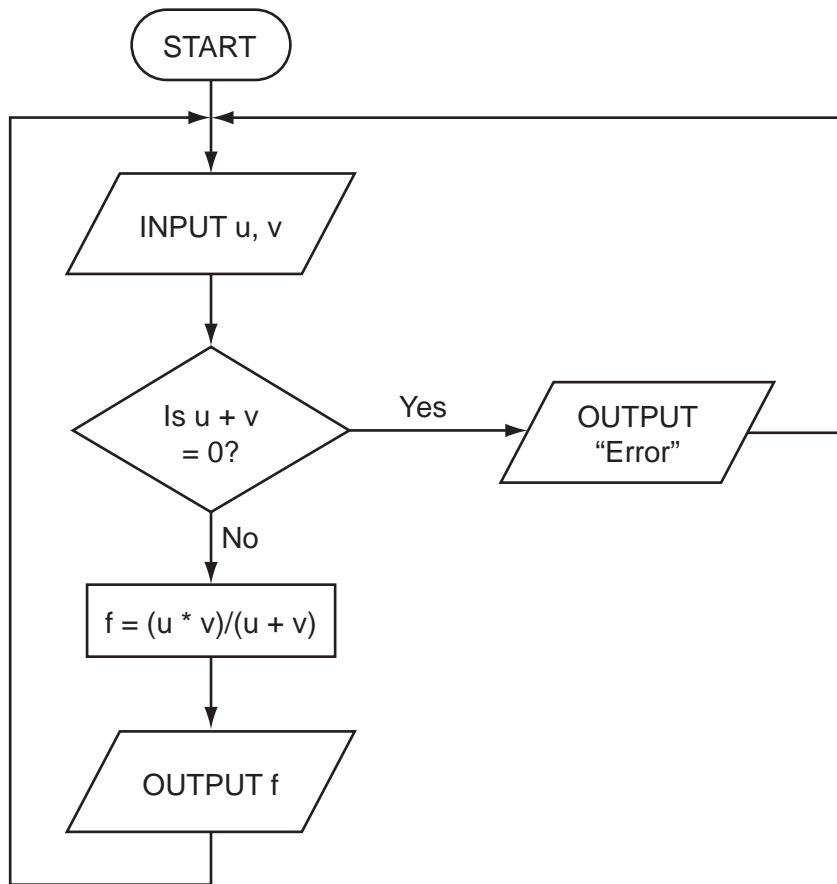 START
INPUT u, v
Is u + v
= 0?
Yes
OUTPUT
“Error”
No
f = (u * v)/(u + v)
OUTPUT f